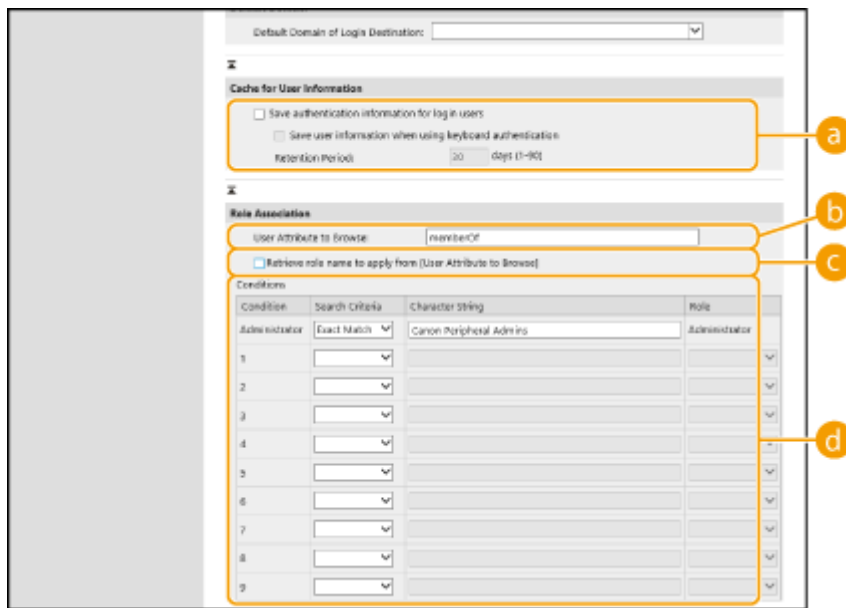 Default Domain of Login Destination:
Cache for User Information
Save authentication information for login users
Save user information when using keyboard authentication
Retention Period: 30 days (1-90)
a
Role Association
b
User Attribute to Browse: memberOf
Retrieve role name to apply from [User Attribute to Browse]
c
Conditions
Condition Search Criteria Character String Role
Administrator Exact Match Canon Peripheral Admins Administrator
1
2
3
4
d
5
6
7
8
9